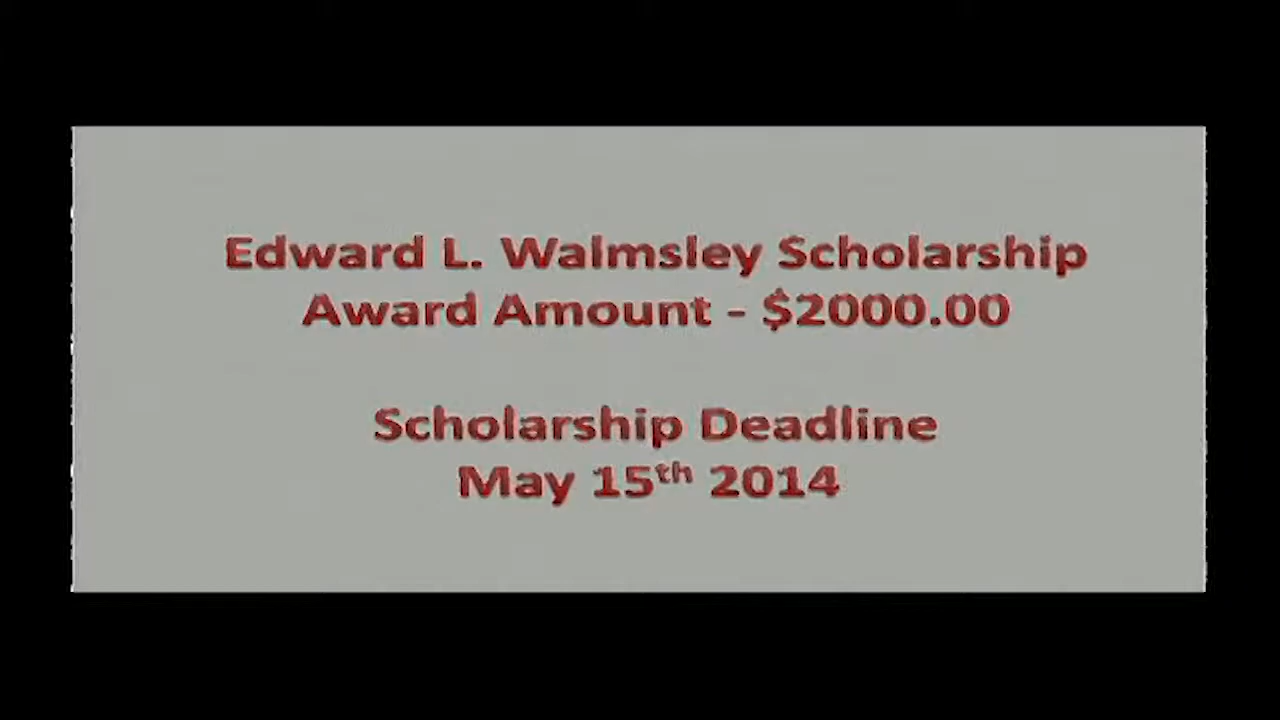 Edward L. Walmsley Scholarship
Award Amount - $2000.00
Scholarship Deadline
May 15th 2014